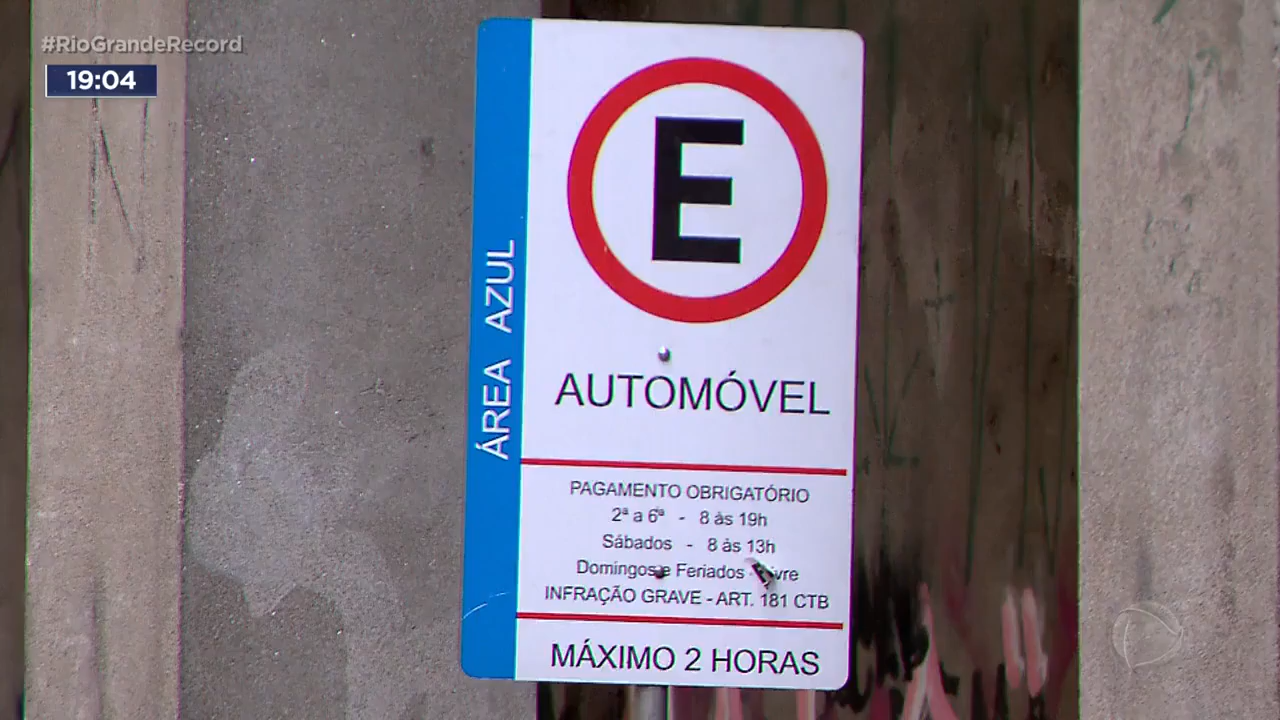 #RioGrandeRecord
19:04
E
ÁREA AZUL
AUTOMÓVEL
PAGAMENTO OBRIGATÓRIO
2ª a 6ª - 8 às 19h
Sábados - 8 às 13h
Domingos e Feriados -
INFRAÇÃO GRAVE - ART. 181 CTB
MÁXIMO 2 HORAS